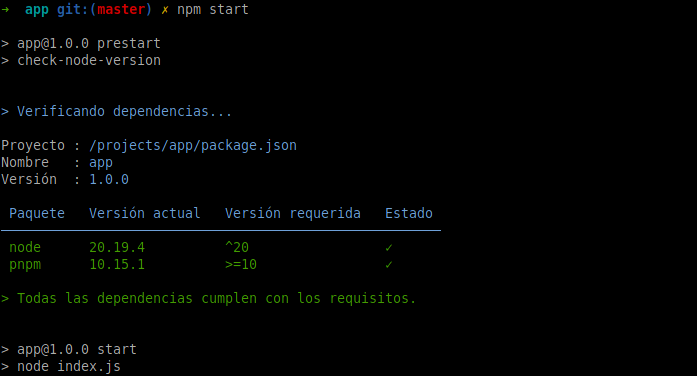 ➜  app git:(master) ✗ npm start
> app@1.0.0 prestart
> check-node-version
> Verificando dependencias...
Proyecto : /projects/app/package.json
Nombre   : app
Versión  : 1.0.0
Paquete   Versión actual   Versión requerida   Estado
node      20.19.4          ^20                 ✓
pnpm      10.15.1          >=10                ✓
> Todas las dependencias cumplen con los requisitos.
> app@1.0.0 start
> node index.js